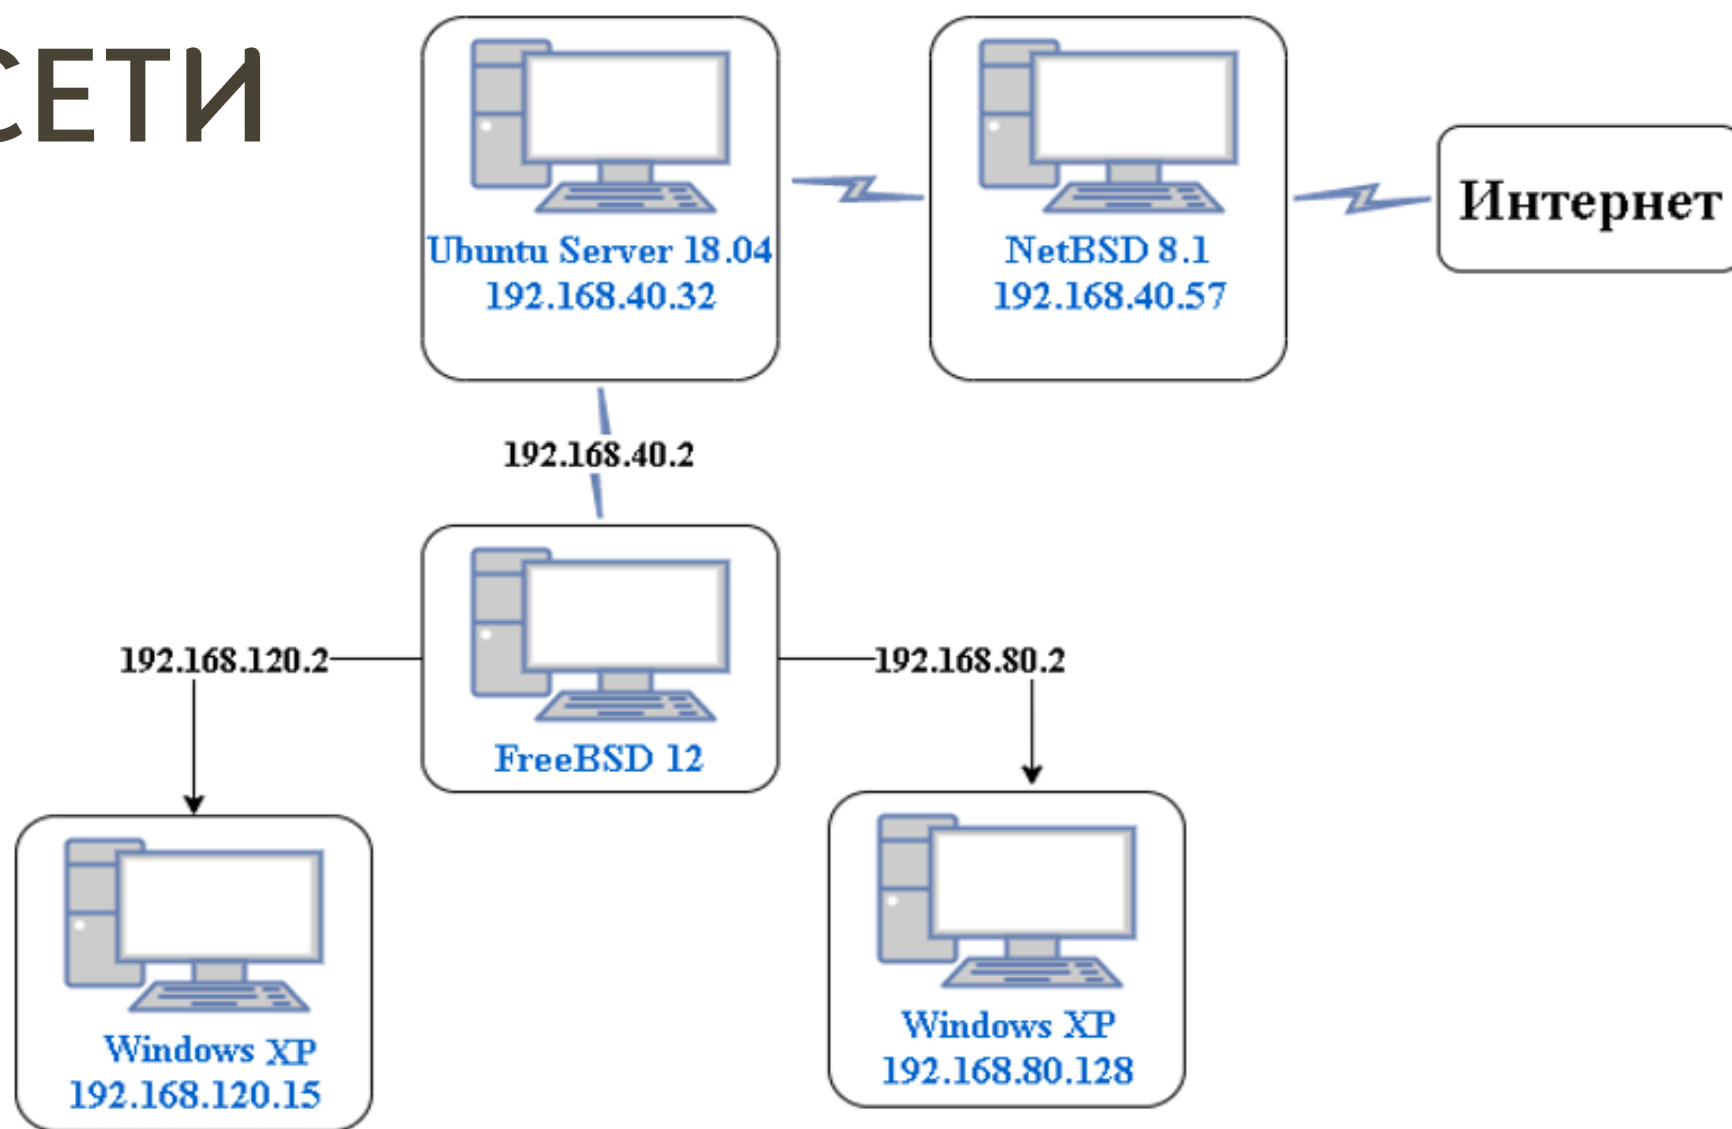 СЕТИ
Ubuntu Server 18.04
192.168.40.32
NetBSD 8.1
192.168.40.57
Интернет
192.168.40.2
192.168.120.2
192.168.80.2
FreeBSD 12
Windows XP
192.168.120.15
Windows XP
192.168.80.128